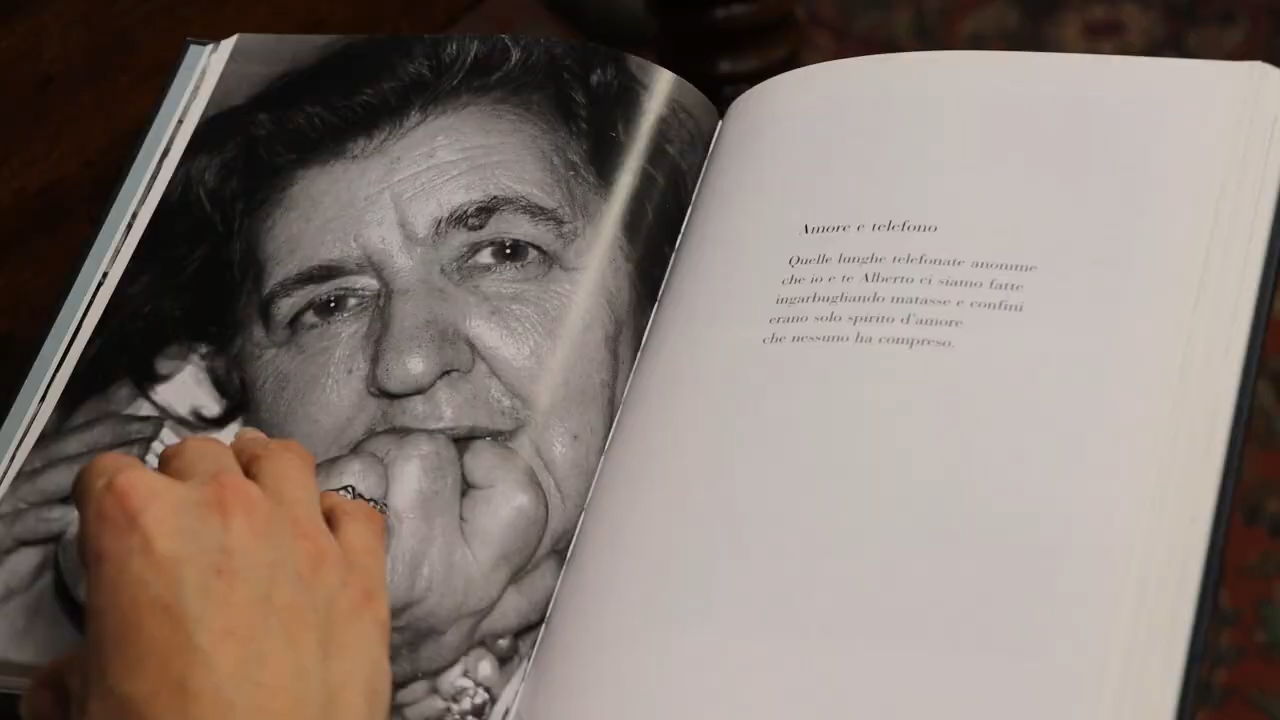 Amore e telefono
Quelle lunghe telefonate anonime
che io e te Alberto ci siamo fatte
ingarbugliando matasse e confini
erano solo spirito d'amore
che nessuno ha compreso.